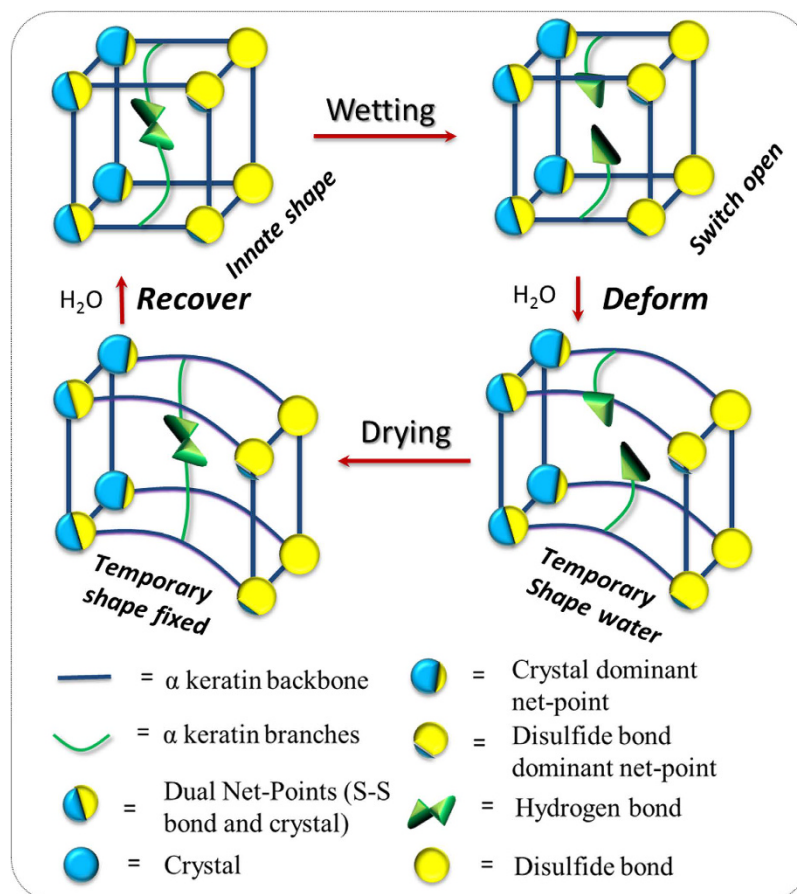 Wetting
Innate shape
Switch open
H₂O Recover
H₂O Deform
Drying
Temporary
shape fixed
Temporary
Shape water
= α keratin backbone
= Crystal dominant
net-point
= α keratin branches
= Disulfide bond
dominant net-point
= Dual Net-Points (S-S
bond and crystal)
= Hydrogen bond
= Crystal
= Disulfide bond